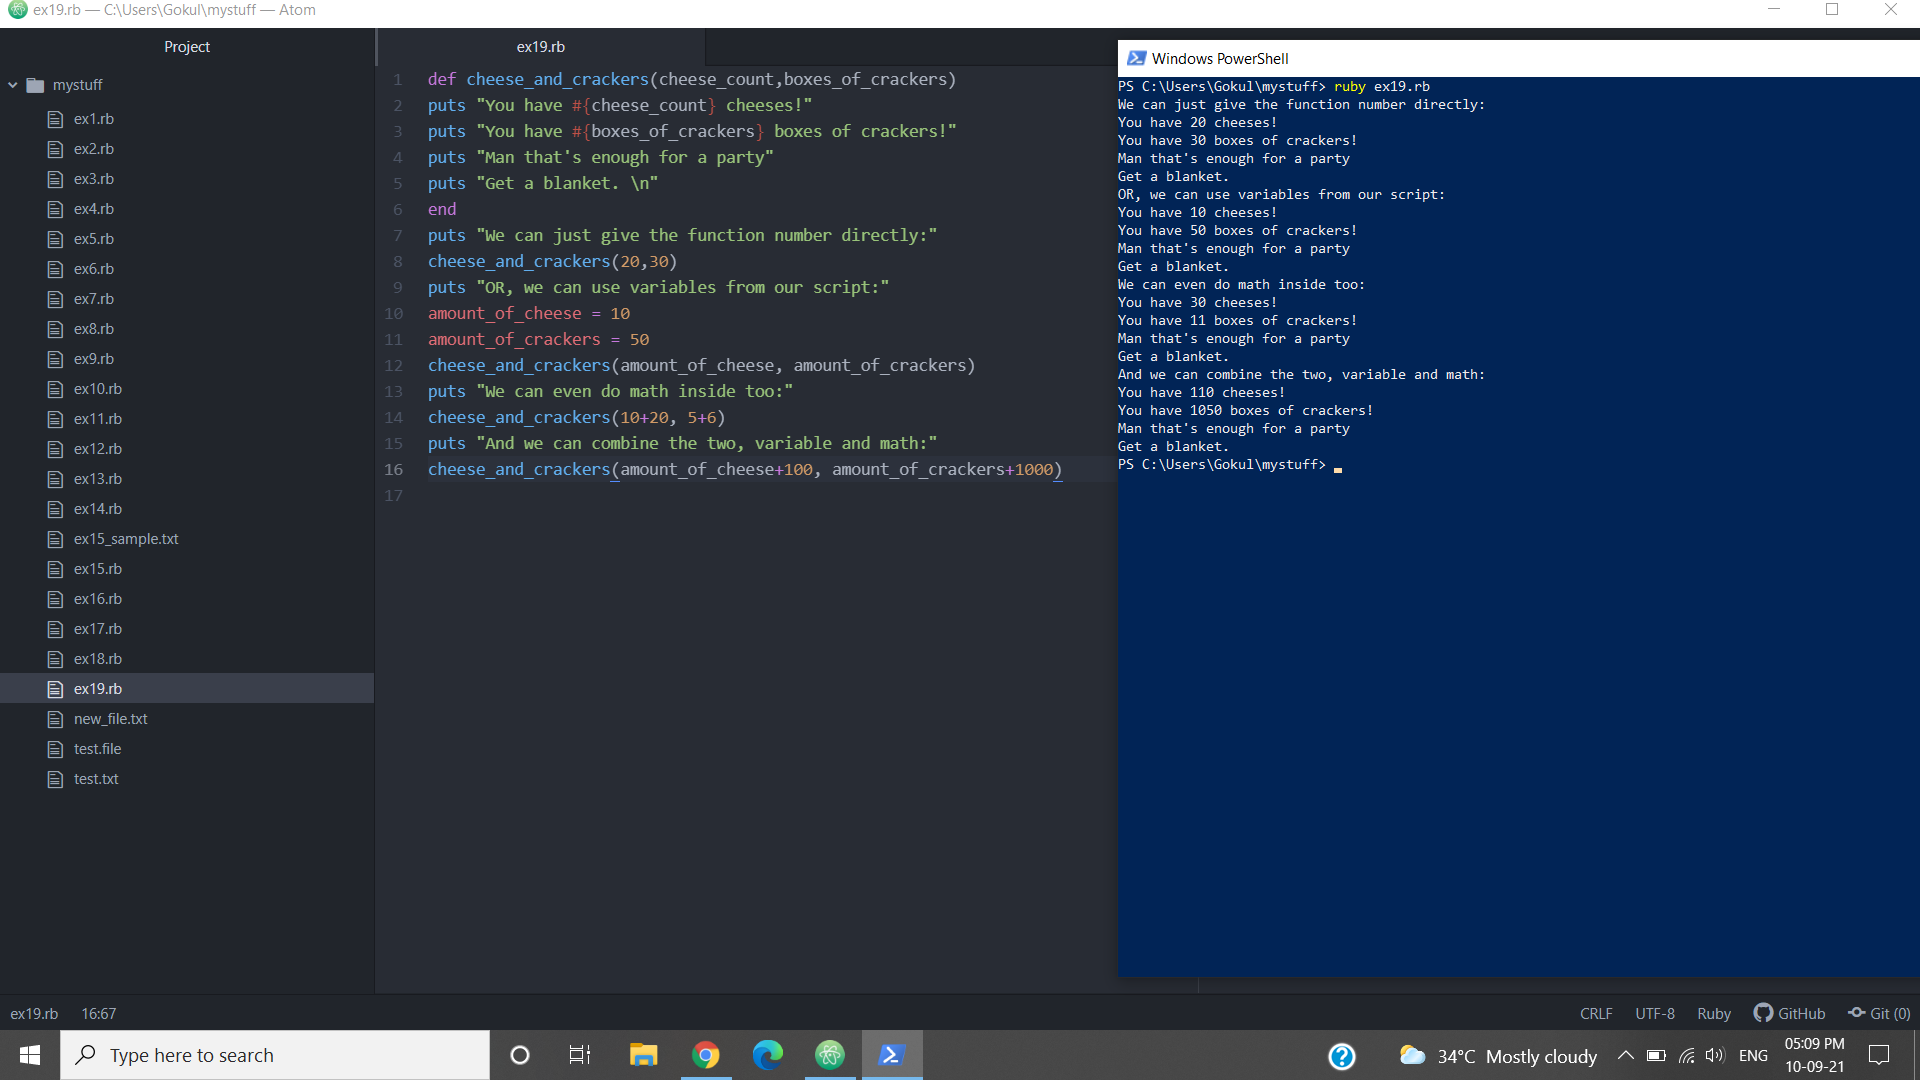 ex19.rb — C:\Users\Gokul\mystuff — Atom
Project
mystuff
ex1.rb
ex2.rb
ex3.rb
ex4.rb
ex5.rb
ex6.rb
ex7.rb
ex8.rb
ex9.rb
ex10.rb
ex11.rb
ex12.rb
ex13.rb
ex14.rb
ex15_sample.txt
ex15.rb
ex16.rb
ex17.rb
ex18.rb
ex19.rb
new_file.txt
test.file
test.txt
ex19.rb
1 def cheese_and_crackers(cheese_count,boxes_of_crackers)
2 puts "You have #{cheese_count} cheeses!"
3 puts "You have #{boxes_of_crackers} boxes of crackers!"
4 puts "Man that's enough for a party"
5 puts "Get a blanket. \n"
6 end
7 puts "We can just give the function number directly:"
8 cheese_and_crackers(20,30)
9 puts "OR, we can use variables from our script:"
10 amount_of_cheese = 10
11 amount_of_crackers = 50
12 cheese_and_crackers(amount_of_cheese, amount_of_crackers)
13 puts "We can even do math inside too:"
14 cheese_and_crackers(10+20, 5+6)
15 puts "And we can combine the two, variable and math:"
16 cheese_and_crackers(amount_of_cheese+100, amount_of_crackers+1000)
17
Windows PowerShell
PS C:\Users\Gokul\mystuff> ruby ex19.rb
We can just give the function number directly:
You have 20 cheeses!
You have 30 boxes of crackers!
Man that's enough for a party
Get a blanket.
OR, we can use variables from our script:
You have 10 cheeses!
You have 50 boxes of crackers!
Man that's enough for a party
Get a blanket.
We can even do math inside too:
You have 30 cheeses!
You have 11 boxes of crackers!
Man that's enough for a party
Get a blanket.
And we can combine the two, variable and math:
You have 110 cheeses!
You have 1050 boxes of crackers!
Man that's enough for a party
Get a blanket.
PS C:\Users\Gokul\mystuff>
ex19.rb 16:67
CRLF UTF-8 Ruby GitHub Git (0)
Type here to search
34°C Mostly cloudy
ENG
05:09 PM
10-09-21